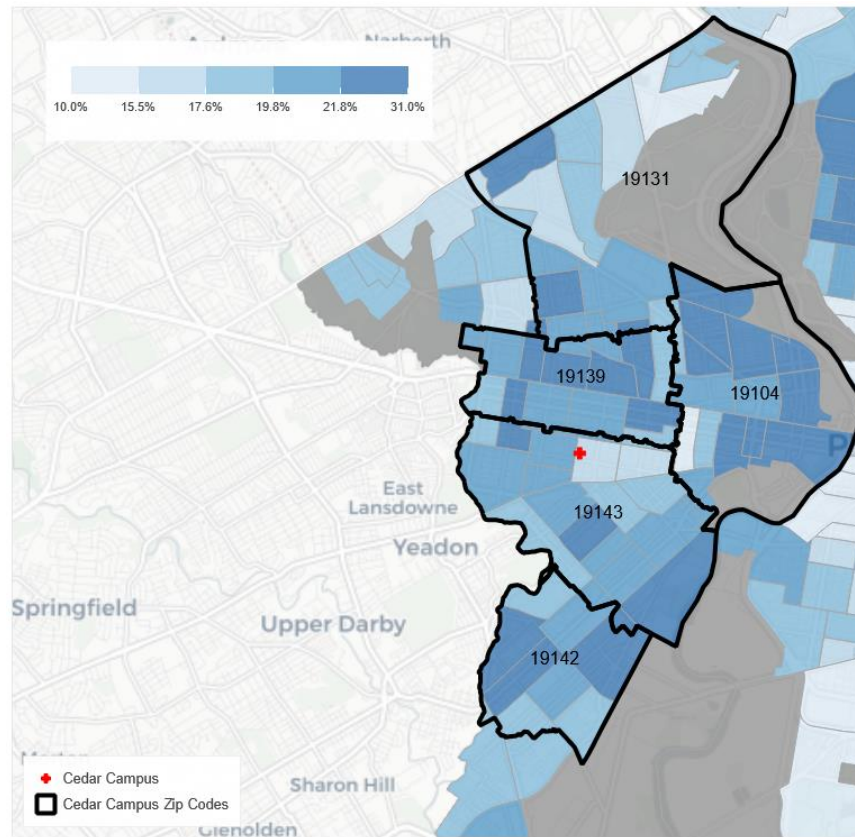 Narberth
10.0% 15.5% 17.6% 19.8% 21.8% 31.0%
19131
19139
19104
East
Lansdowne
19143
Yeadon
Springfield
Upper Darby
19142
Cedar Campus
Sharon Hill
Cedar Campus Zip Codes
Glenolden